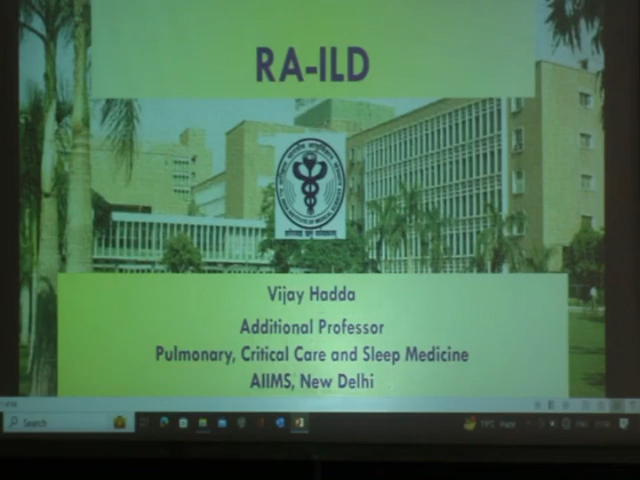 RA-ILD
Vijay Hadda
Additional Professor
Pulmonary, Critical Care and Sleep Medicine
AIIMS, New Delhi
Search